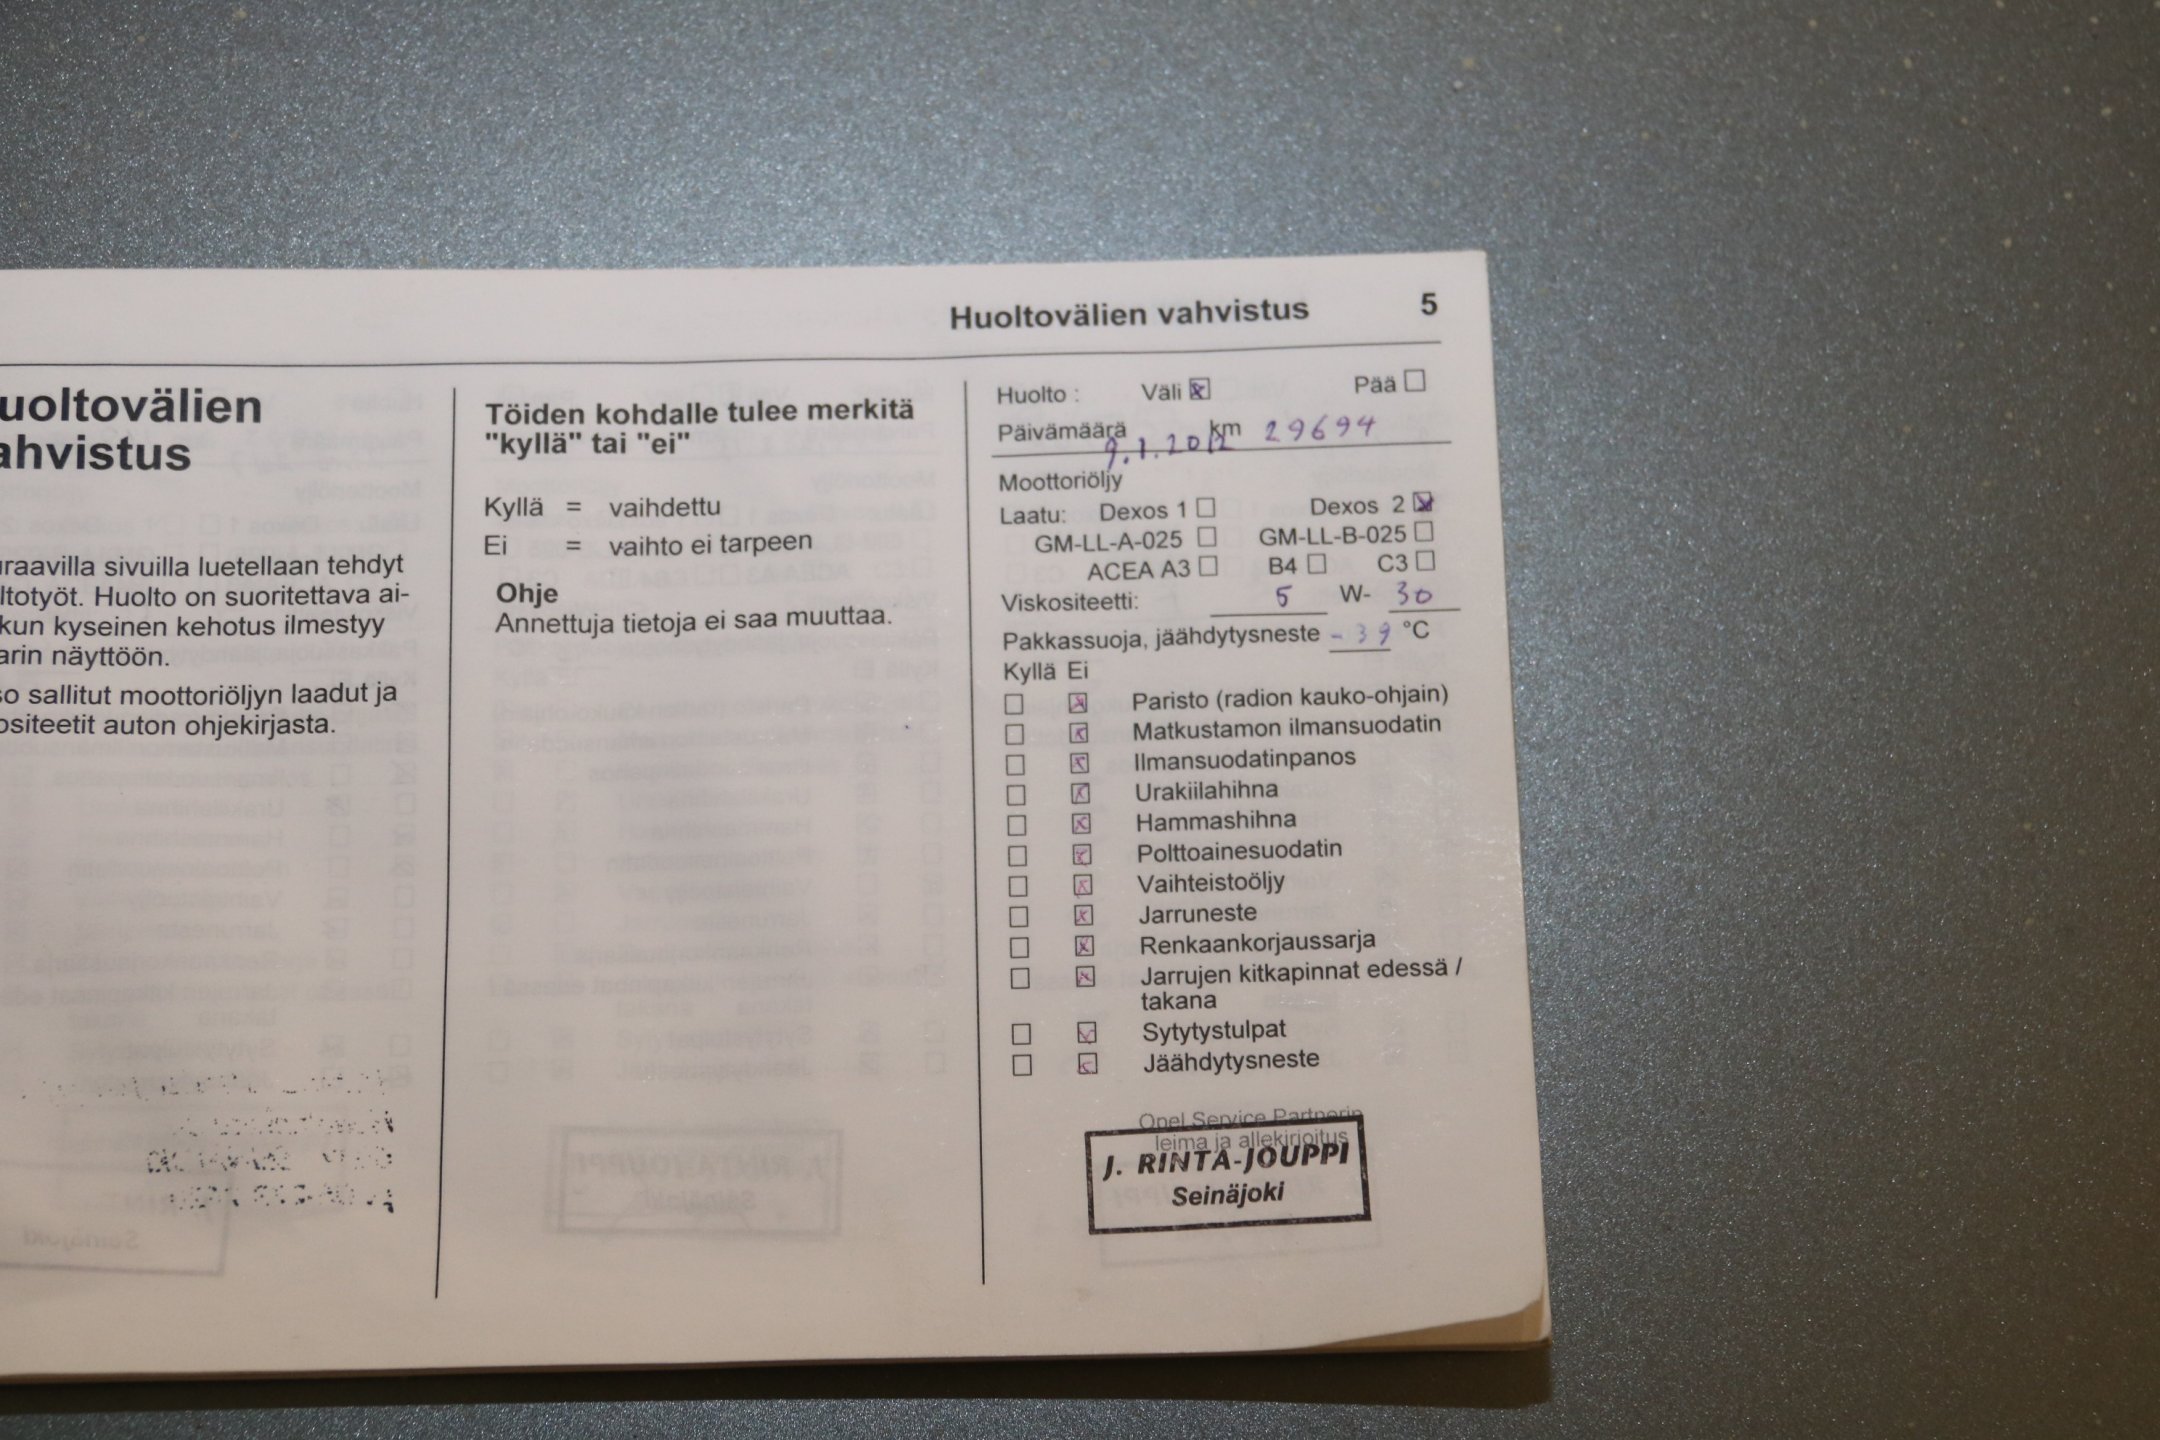 Huoltovälien vahvistus 5
uoltovälien
ahvistus
uraavilla sivuilla luetellaan tehdyt
ltotyöt. Huolto on suoritettava ai-
kun kyseinen kehotus ilmestyy
arin näyttöön.
so sallitut moottoriöljyn laadut ja
ositeetit auton ohjekirjasta.
Töiden kohdalle tulee merkitä
"kyllä" tai "ei"
Kyllä = vaihdettu
Ei = vaihto ei tarpeen
Ohje
Annettuja tietoja ei saa muuttaa.
Huolto : Väli ☒ Pää ☐
Päivämäärä 9.1.2012 km 29694
Moottoriöljy
Laatu: Dexos 1 ☐ Dexos 2 ☒
GM-LL-A-025 ☐ GM-LL-B-025 ☐
ACEA A3 ☐ B4 ☐ C3 ☐
Viskositeetti: 5 W- 30
Pakkassuoja, jäähdytysneste -39 °C
Kyllä Ei
☐ ☒ Paristo (radion kauko-ohjain)
☐ ☒ Matkustamon ilmansuodatin
☐ ☒ Ilmansuodatinpanos
☐ ☒ Urakiilahihna
☐ ☒ Hammashihna
☐ ☒ Polttoainesuodatin
☐ ☒ Vaihteistoöljy
☐ ☒ Jarruneste
☐ ☒ Renkaankorjaussarja
☐ ☒ Jarrujen kitkapinnat edessä /
takana
☐ ☒ Sytytystulpat
☐ ☒ Jäähdytysneste
Opel Service Partnerin
leima ja allekirjoitus
J. RINTA-JOUPPI
Seinäjoki